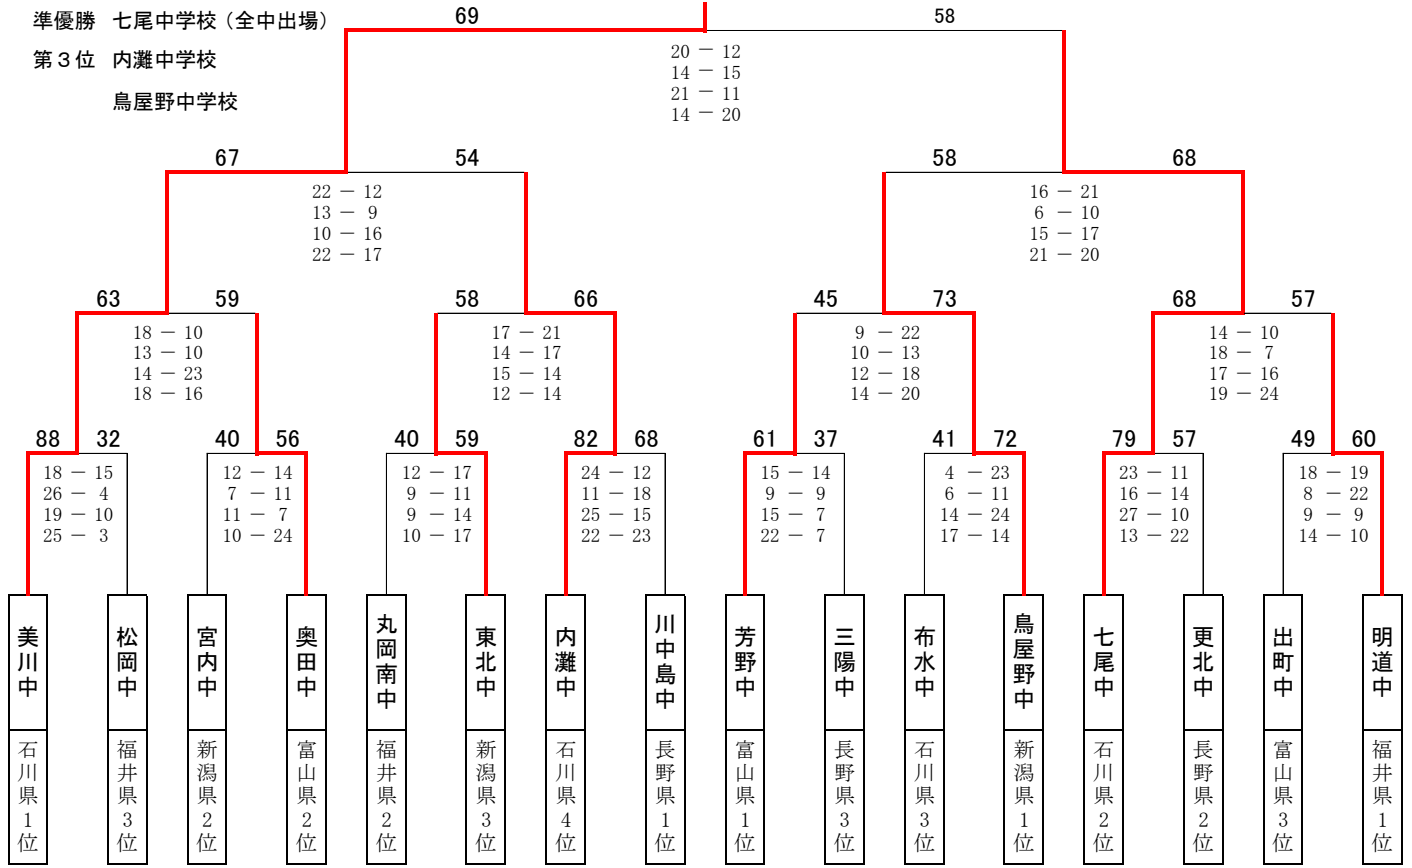 準優勝 七尾中学校（全中出場）
第３位 内灘中学校
鳥屋野中学校
69 58
20 － 12
14 － 15
21 － 11
14 － 20
67 54
22 － 12
13 － 9
10 － 16
22 － 17
58 68
16 － 21
6 － 10
15 － 17
21 － 20
63 59
18 － 10
13 － 10
14 － 23
18 － 16
58 66
17 － 21
14 － 17
15 － 14
12 － 14
45 73
9 － 22
10 － 13
12 － 18
14 － 20
68 57
14 － 10
18 － 7
17 － 16
19 － 24
88 32
18 － 15
26 － 4
19 － 10
25 － 3
40 56
12 － 14
7 － 11
11 － 7
10 － 24
40 59
12 － 17
9 － 11
9 － 14
10 － 17
82 68
24 － 12
11 － 18
25 － 15
22 － 23
61 37
15 － 14
9 － 9
15 － 7
22 － 7
41 72
4 － 23
6 － 11
14 － 24
17 － 14
79 57
23 － 11
16 － 14
27 － 10
13 － 22
49 60
18 － 19
8 － 22
9 － 9
14 － 10
美川中
石川県1位
松岡中
福井県3位
宮内中
新潟県2位
奥田中
富山県2位
丸岡南中
福井県2位
東北中
新潟県3位
内灘中
石川県4位
川中島中
長野県1位
芳野中
富山県1位
三陽中
長野県3位
布水中
石川県3位
鳥屋野中
新潟県1位
七尾中
石川県2位
更北中
長野県2位
出町中
富山県3位
明道中
福井県1位